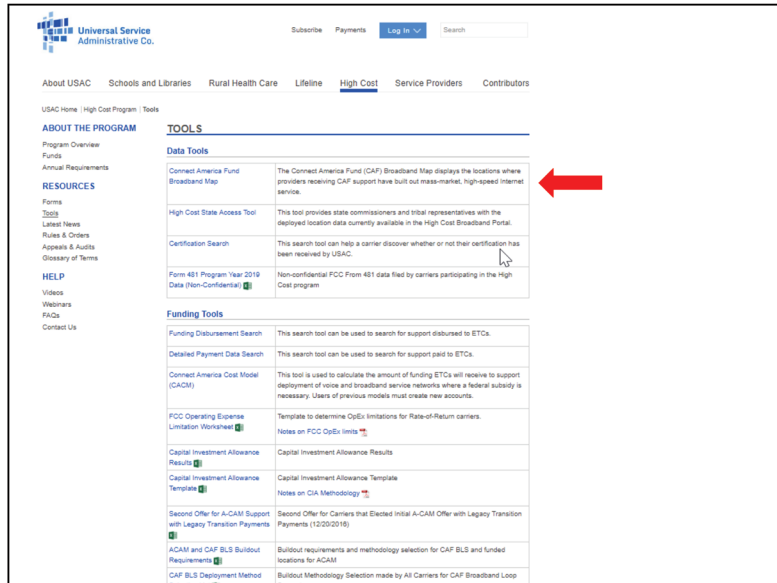 Universal Service
Administrative Co.
Subscribe Payments Log In Search
About USAC Schools and Libraries Rural Health Care Lifeline High Cost Service Providers Contributors
USAC Home | High Cost Program | Tools
ABOUT THE PROGRAM
Program Overview
Funds
Annual Requirements
RESOURCES
Forms
Tools
Latest News
Rules & Orders
Appeals & Audits
Glossary of Terms
HELP
Videos
Webinars
FAQs
Contact Us
TOOLS
Data Tools
Connect America Fund
Broadband Map
The Connect America Fund (CAF) Broadband Map displays the locations where
providers receiving CAF support have built out mass-market, high-speed Internet
service.
High Cost State Access Tool
This tool provides state commissioners and tribal representatives with the
deployed location data currently available in the High Cost Broadband Portal.
Certification Search
This search tool can help a carrier discover whether or not their certification has
been received by USAC.
Form 481 Program Year 2019
Data (Non-Confidential)
Non-confidential FCC From 481 data filed by carriers participating in the High
Cost program
Funding Tools
Funding Disbursement Search
This search tool can be used to search for support disbursed to ETCs.
Detailed Payment Data Search
This search tool can be used to search for support paid to ETCs.
Connect America Cost Model
(CACM)
This tool is used to calculate the amount of funding ETCs will receive to support
deployment of voice and broadband service networks where a federal subsidy is
necessary. Users of previous models must create new accounts.
FCC Operating Expense
Limitation Worksheet
Template to determine OpEx limitations for Rate-of-Return carriers.
Notes on FCC OpEx limits
Capital Investment Allowance
Results
Capital Investment Allowance Results
Capital Investment Allowance
Template
Capital Investment Allowance Template
Notes on CIA Methodology
Second Offer for A-CAM Support
with Legacy Transition Payments
Second Offer for Carriers that Elected Initial A-CAM Offer with Legacy Transition
Payments (12/20/2016)
ACAM and CAF BLS Buildout
Requirements
Buildout requirements and methodology selection for CAF BLS and funded
locations for ACAM
CAF BLS Deployment Method
Buildout Methodology Selection made by All Carriers for CAF Broadband Loop